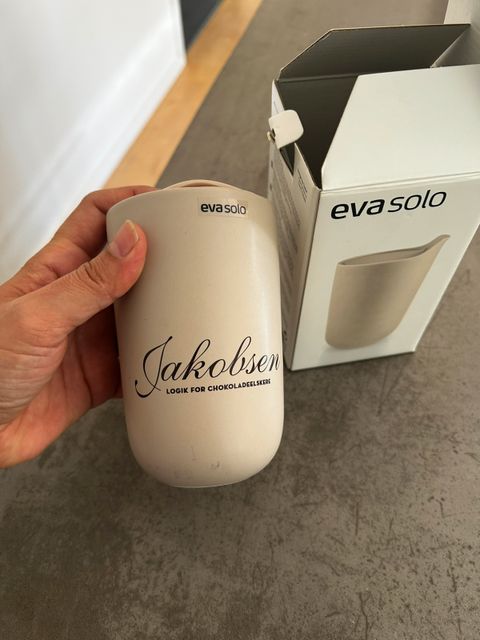 eva solo
Jakobsen
LOGIK FOR CHOKOLADEELSKERE
eva solo